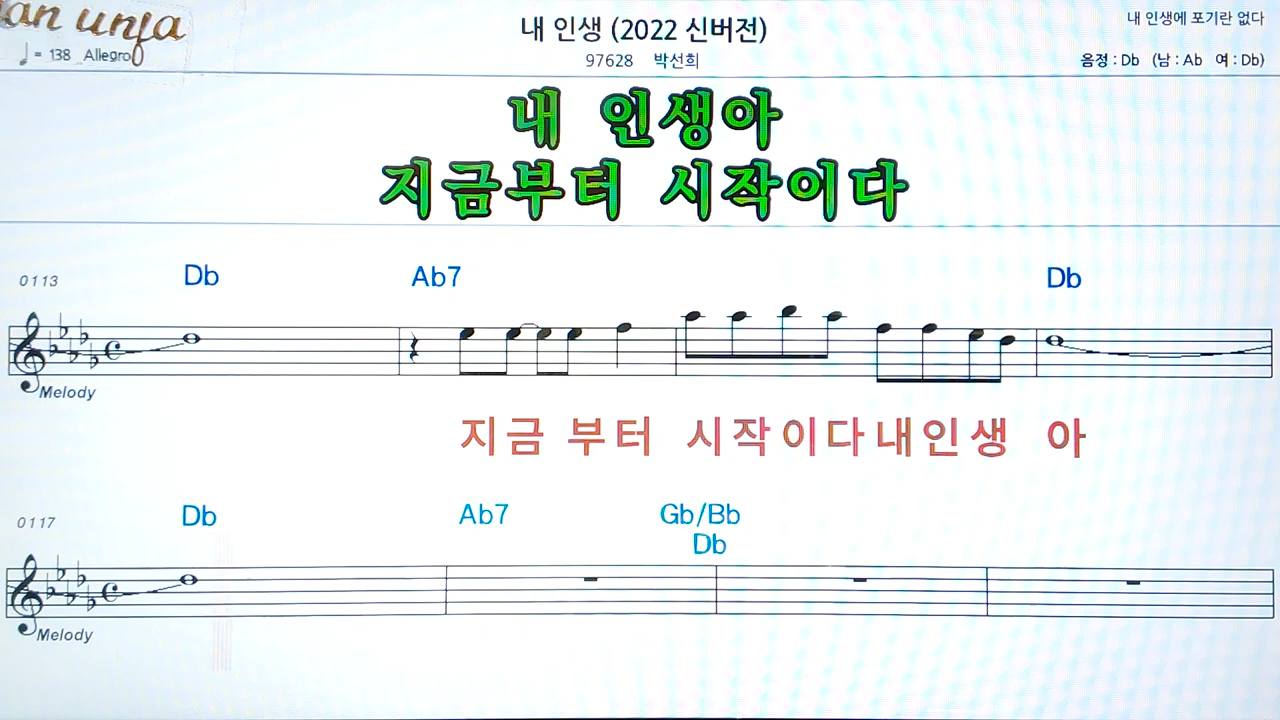 an unja
♩ = 138 Allegro
내 인생 (2022 신버전)
97628 박선희
내 인생에 포기란 없다
음정 : Db (남 : Ab 여 : Db)
내 인생아
지금부터 시작이다
0113 Db Ab7 Db
Melody
지금 부터 시작이다내인생 아
0117 Db Ab7 Gb/Bb
Db
Melody